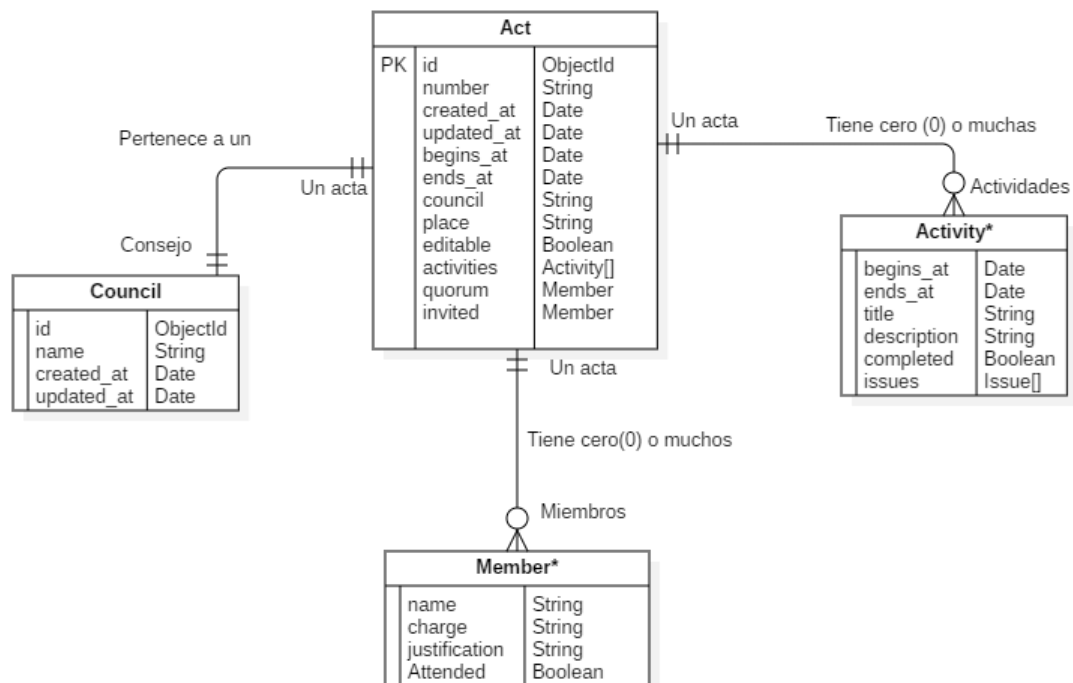 Act
PK id ObjectId
number String
created_at Date
updated_at Date
begins_at Date
ends_at Date
council String
place String
editable Boolean
activities Activity[]
quorum Member
invited Member
Pertenece a un
Un acta
Consejo
Council
id ObjectId
name String
created_at Date
updated_at Date
Un acta
Tiene cero (0) o muchas
Actividades
Activity*
begins_at Date
ends_at Date
title String
description String
completed Boolean
issues Issue[]
Un acta
Tiene cero(0) o muchos
Miembros
Member*
name String
charge String
justification String
Attended Boolean